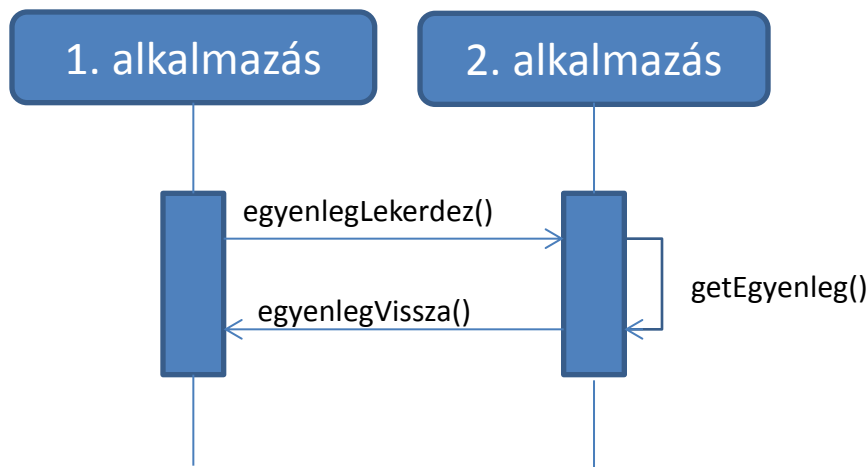 1. alkalmazás
2. alkalmazás
egyenlegLekerdez()
getEgyenleg()
egyenlegVissza()